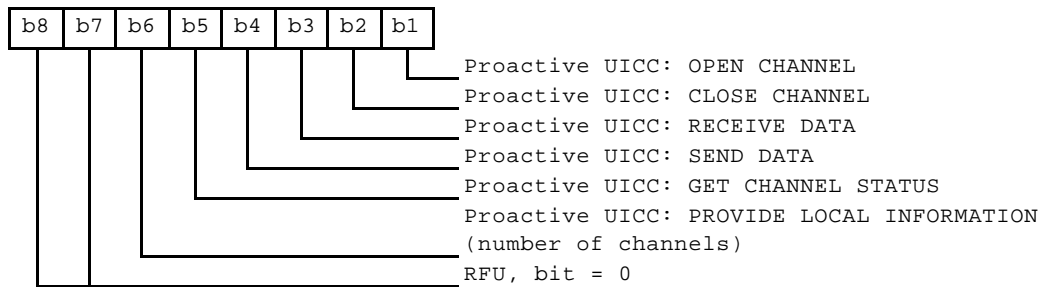 b8 b7 b6 b5 b4 b3 b2 b1
Proactive UICC: OPEN CHANNEL
Proactive UICC: CLOSE CHANNEL
Proactive UICC: RECEIVE DATA
Proactive UICC: SEND DATA
Proactive UICC: GET CHANNEL STATUS
Proactive UICC: PROVIDE LOCAL INFORMATION
(number of channels)
RFU, bit = 0